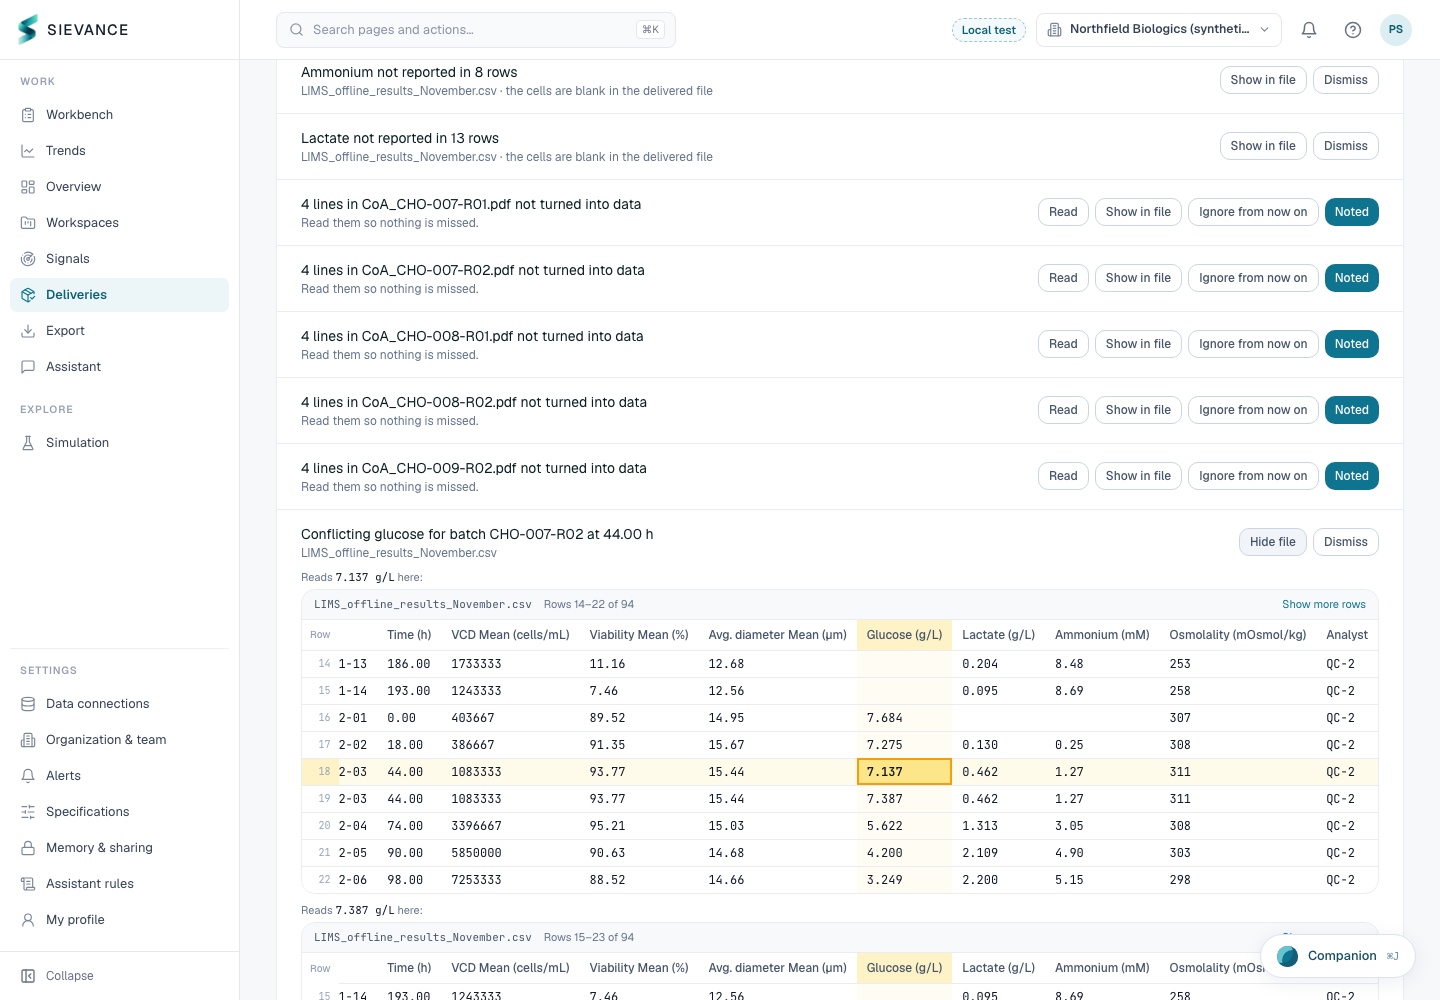 SIEVANCE
Search pages and actions...
⌘K
Local test
Northfield Biologics (syntheti...
PS
WORK
Workbench
Trends
Overview
Workspaces
Signals
Deliveries
Export
Assistant
EXPLORE
Simulation
SETTINGS
Data connections
Organization & team
Alerts
Specifications
Memory & sharing
Assistant rules
My profile
Collapse
Ammonium not reported in 8 rows
LIMS_offline_results_November.csv · the cells are blank in the delivered file
Show in file Dismiss
Lactate not reported in 13 rows
LIMS_offline_results_November.csv · the cells are blank in the delivered file
Show in file Dismiss
4 lines in CoA_CHO-007-R01.pdf not turned into data
Read them so nothing is missed.
Read Show in file Ignore from now on Noted
4 lines in CoA_CHO-007-R02.pdf not turned into data
Read them so nothing is missed.
Read Show in file Ignore from now on Noted
4 lines in CoA_CHO-008-R01.pdf not turned into data
Read them so nothing is missed.
Read Show in file Ignore from now on Noted
4 lines in CoA_CHO-008-R02.pdf not turned into data
Read them so nothing is missed.
Read Show in file Ignore from now on Noted
4 lines in CoA_CHO-009-R02.pdf not turned into data
Read them so nothing is missed.
Read Show in file Ignore from now on Noted
Conflicting glucose for batch CHO-007-R02 at 44.00 h
LIMS_offline_results_November.csv
Hide file Dismiss
Reads 7.137 g/L here:
LIMS_offline_results_November.csv Rows 14–22 of 94 Show more rows
Row Time (h) VCD Mean (cells/mL) Viability Mean (%) Avg. diameter Mean (µm) Glucose (g/L) Lactate (g/L) Ammonium (mM) Osmolality (mOsmol/kg) Analyst
14 1-13 186.00 1733333 11.16 12.68 0.204 8.48 253 QC-2
15 1-14 193.00 1243333 7.46 12.56 0.095 8.69 258 QC-2
16 2-01 0.00 403667 89.52 14.95 7.684 307 QC-2
17 2-02 18.00 386667 91.35 15.67 7.275 0.130 0.25 308 QC-2
18 2-03 44.00 1083333 93.77 15.44 7.137 0.462 1.27 311 QC-2
19 2-03 44.00 1083333 93.77 15.44 7.387 0.462 1.27 311 QC-2
20 2-04 74.00 3396667 95.21 15.03 5.622 1.313 3.05 308 QC-2
21 2-05 90.00 5850000 90.63 14.68 4.200 2.109 4.90 303 QC-2
22 2-06 98.00 7253333 88.52 14.66 3.249 2.200 5.15 298 QC-2
Reads 7.387 g/L here:
LIMS_offline_results_November.csv Rows 15–23 of 94
Row Time (h) VCD Mean (cells/mL) Viability Mean (%) Avg. diameter Mean (µm) Glucose (g/L) Lactate (g/L) Ammonium (mM)
15 1-14 193.00 1243333 7.46 12.56 0.095 8.69 258 QC-2
Companion ⌘J